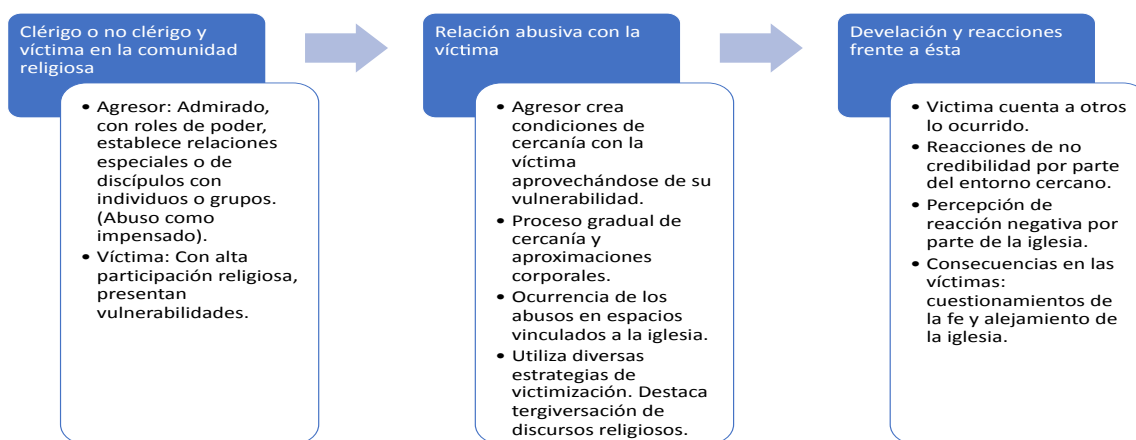 Clérigo o no clérigo y
víctima en la comunidad
religiosa
• Agresor: Admirado,
con roles de poder,
establece relaciones
especiales o de
discípulos con
individuos o grupos.
(Abuso como
impensado).
• Víctima: Con alta
participación religiosa,
presentan
vulnerabilidades.
Relación abusiva con la
víctima
• Agresor crea
condiciones de
cercanía con la
víctima
aprovechándose de su
vulnerabilidad.
• Proceso gradual de
cercanía y
aproximaciones
corporales.
• Ocurrencia de los
abusos en espacios
vinculados a la iglesia.
• Utiliza diversas
estrategias de
victimización. Destaca
tergiversación de
discursos religiosos.
Develación y reacciones
frente a ésta
• Victima cuenta a otros
lo ocurrido.
• Reacciones de no
credibilidad por parte
del entorno cercano.
• Percepción de
reacción negativa por
parte de la iglesia.
• Consecuencias en las
víctimas:
cuestionamientos de
la fe y alejamiento de
la iglesia.